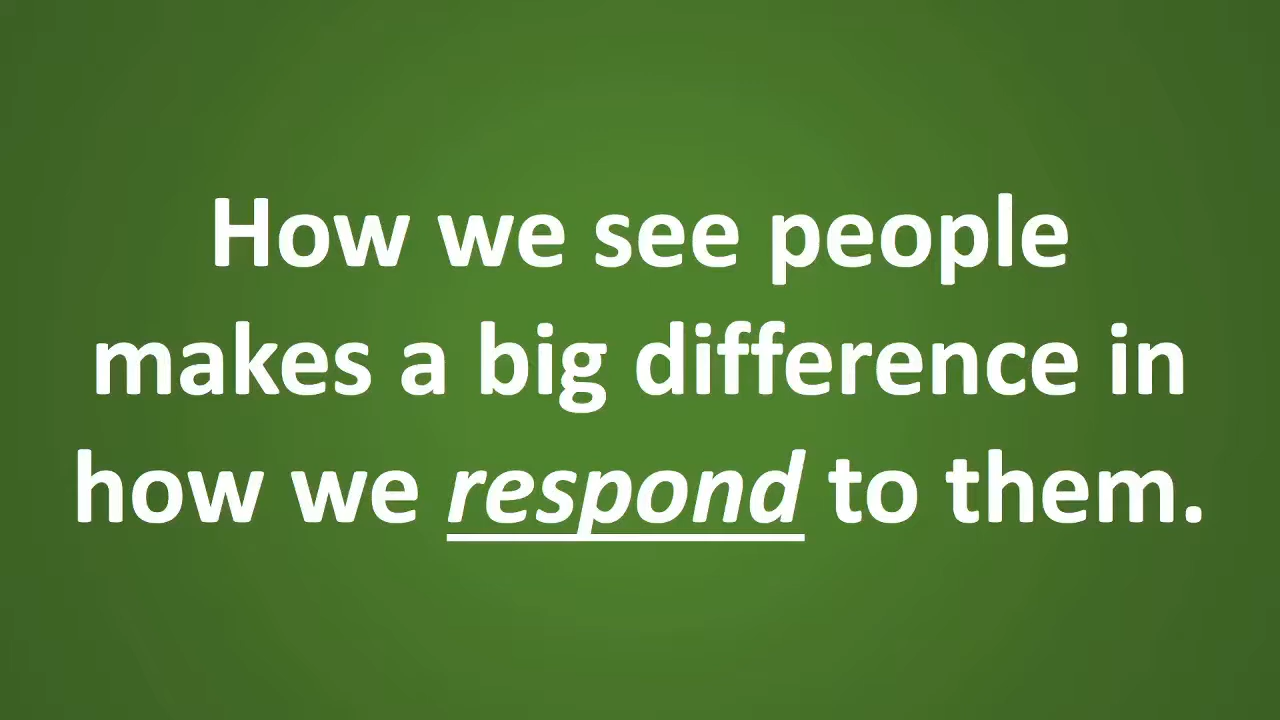 How we see people
makes a big difference in
how we respond to them.